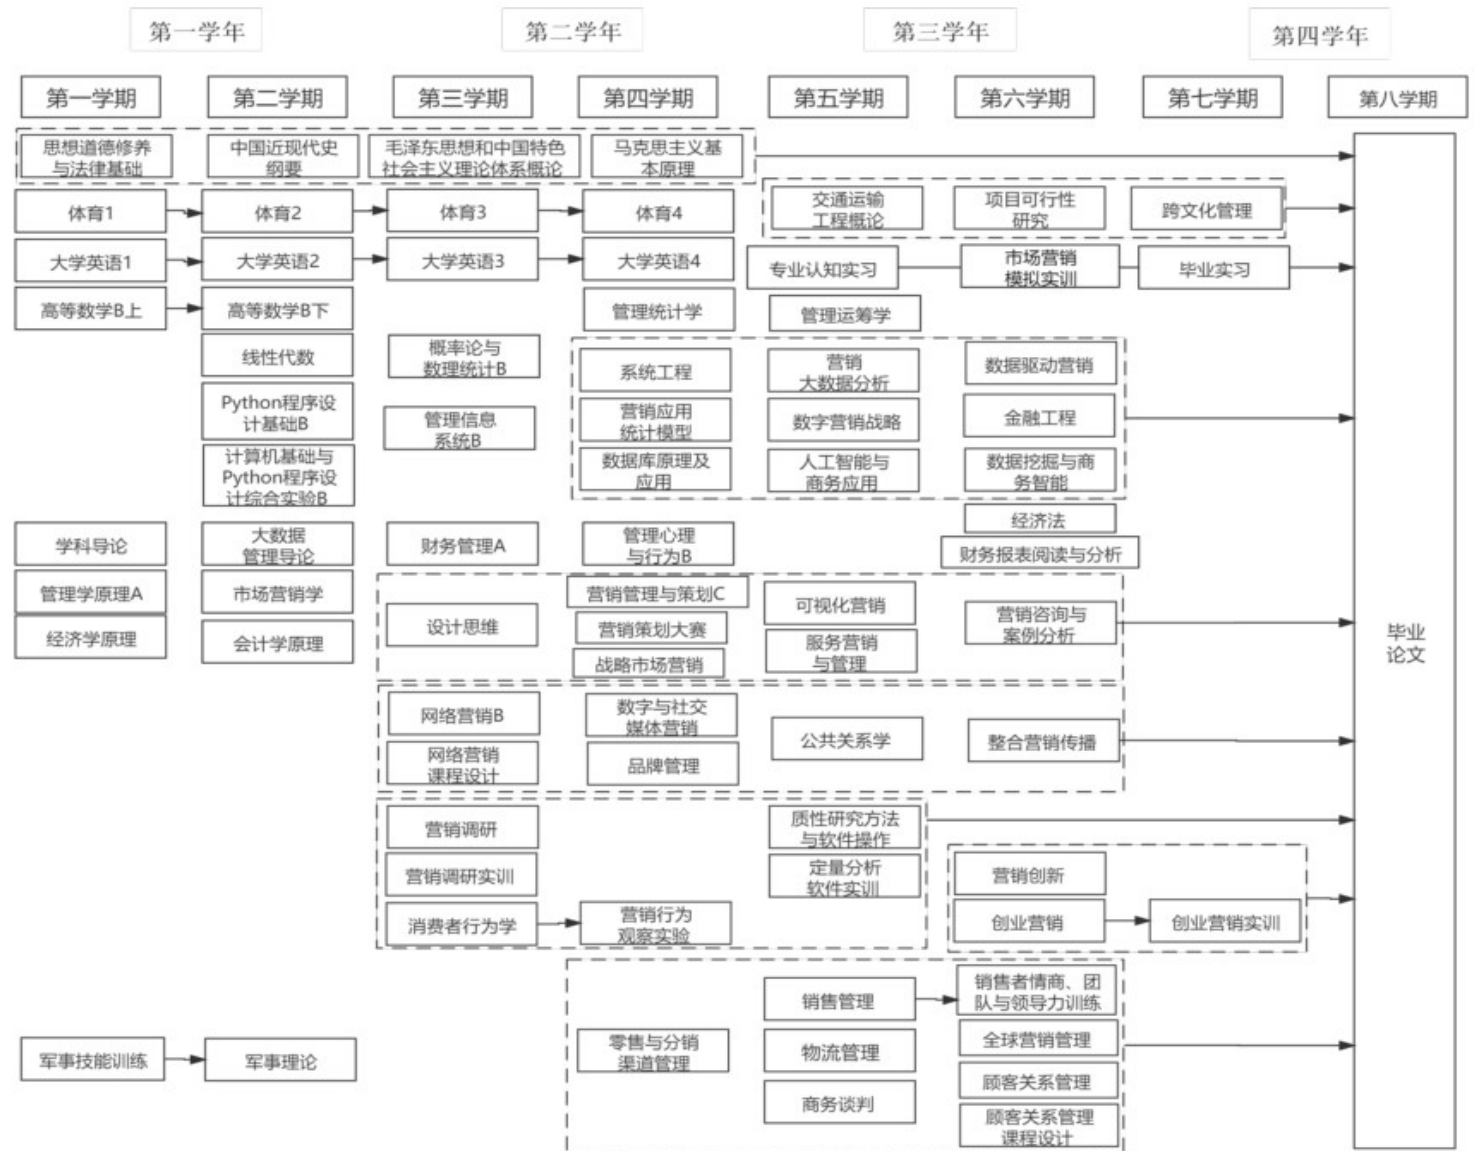 第一学年
第二学年
第三学年
第四学年
第一学期
第二学期
第三学期
第四学期
第五学期
第六学期
第七学期
第八学期
思想道德修养
与法律基础
中国近现代史
纲要
毛泽东思想和中国特色
社会主义理论体系概论
马克思主义基
本原理
交通运输
工程概论
项目可行性
研究
跨文化管理
体育1
体育2
体育3
体育4
大学英语1
大学英语2
大学英语3
大学英语4
专业认知实习
市场营销
模拟实训
毕业实习
高等数学B上
高等数学B下
管理统计学
管理运筹学
线性代数
概率论与
数理统计B
系统工程
营销
大数据分析
数据驱动营销
Python程序设
计基础B
管理信息
系统B
营销应用
统计模型
数字营销战略
金融工程
计算机基础与
Python程序设
计综合实验B
数据库原理及
应用
人工智能与
商务应用
数据挖掘与商
务智能
经济法
学科导论
大数据
管理导论
财务管理A
管理心理
与行为B
财务报表阅读与分析
管理学原理A
市场营销学
设计思维
营销管理与策划C
可视化营销
营销咨询与
案例分析
经济学原理
会计学原理
营销策划大赛
服务营销
与管理
战略市场营销
毕业
论文
网络营销B
数字与社交
媒体营销
公共关系学
整合营销传播
网络营销
课程设计
品牌管理
营销调研
质性研究方法
与软件操作
营销调研实训
定量分析
软件实训
营销创新
消费者行为学
营销行为
观察实验
创业营销
创业营销实训
销售管理
销售者情商、团
队与领导力训练
军事技能训练
军事理论
零售与分销
渠道管理
物流管理
全球营销管理
顾客关系管理
商务谈判
顾客关系管理
课程设计